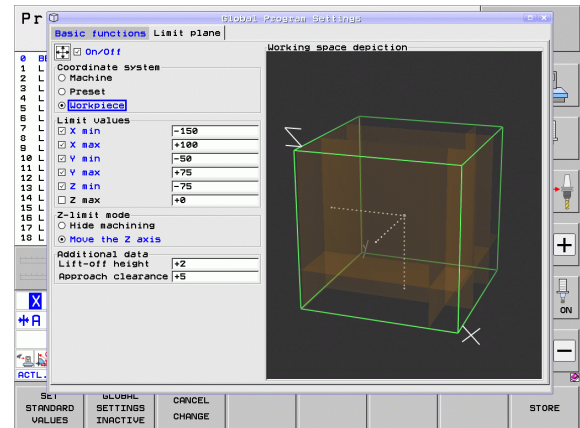 Pr
Global Program Settings
Basic functions Limit plane
On/Off
Working space depiction
Coordinate system
Machine
Preset
Workpiece
Limit values
X min -150
X max +100
Y min -50
Y max +75
Z min -75
Z max +0
Z-limit mode
Hide machining
Move the Z axis
Additional data
Lift-off height +2
Approach clearance +5
0 BE
1 L
2 L
3 L
4 L
5 L
6 L
7 L
8 L
9 L
10 L
11 L
12 L
13 L
14 L
15 L
16 L
17 L
18 L
Z
Y
X
X
A
ACTL.
+
ON
-
SET
STANDARD
VALUES
GLOBAL
SETTINGS
INACTIVE
CANCEL
CHANGE
STORE